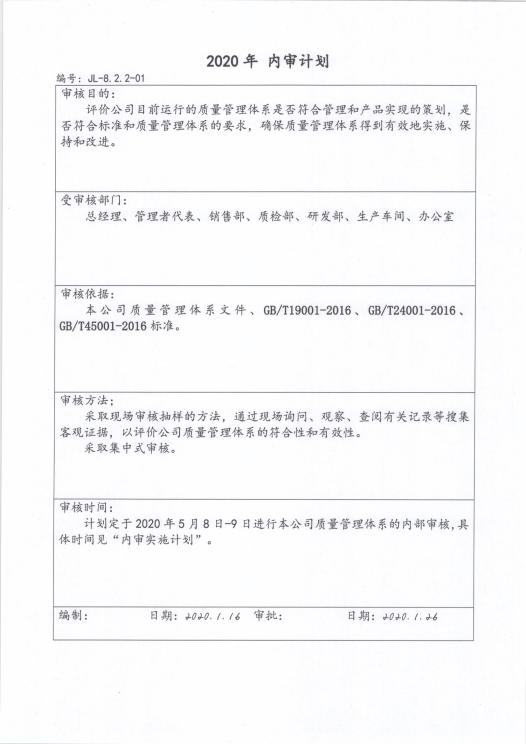 2020 年 内审计划
编号: JL-8.2.2-01
审核目的:
评价公司目前运行的质量管理体系是否符合管理和产品实现的策划，是
否符合标准和质量管理体系的要求，确保质量管理体系得到有效地实施、保
持和改进。
受审核部门:
总经理、管理者代表、销售部、质检部、研发部、生产车间、办公室
审核依据:
本公司质量管理体系文件、GB/T19001-2016、GB/T24001-2016、
GB/T45001-2016 标准。
审核方法:
采取现场审核抽样的方法，通过现场询问、观察、查阅有关记录等搜集
客观证据，以评价公司质量管理体系的符合性和有效性。
采取集中式审核。
审核时间:
计划定于 2020 年 5 月 8 日-9 日进行本公司质量管理体系的内部审核,具
体时间见“内审实施计划”。
编制: 日期: 2020.1.16 审批: 日期: 2020.1.26